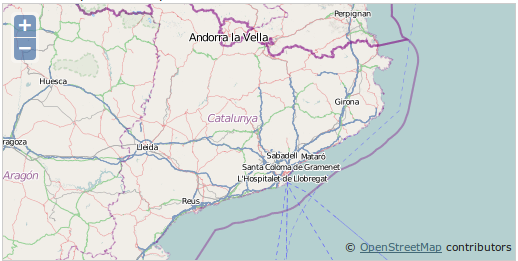 +
−
Perpignan
Andorra la Vella
Huesca
Girona
Catalunya
ragoza
Lleida
Sabadell
Mataró
Santa Coloma de Gramenet
Aragón
L'Hospitalet de Llobregat
Reus
© OpenStreetMap contributors